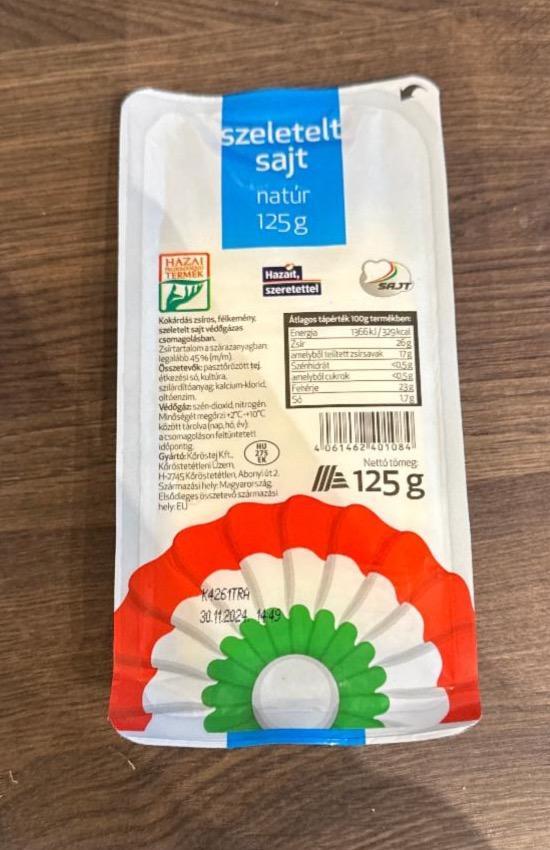 szeletelt
sajt
natúr
125g
HAZAI
TERMÉK
Hazait,
szeretettel
SAJT
Kokárdás zsíros, félkemény,
szeletelt sajt védőgázas
csomagolásban.
Zsírtartalom a szárazanyagban
legalább 45% (m/m).
Összetevők: pasztőrözött tej,
étkezési só, kultúra,
szilárdítóanyag: kalcium-klorid,
oltóenzim.
Védőgáz: szén-dioxid, nitrogén.
Minőségét megőrzi +2°C-+10°C
között tárolva (nap, hó, év):
a csomagoláson feltüntetett
időpontig.
Gyártó: Kőröstej Kft.,
Kőröstetétleni Üzem,
H-2745 Kőröstetétlen, Abonyi út 2.
Származási hely: Magyarország.
Elsődleges összetevő származási
hely: EU
HU
275
EK
Átlagos tápérték 100g termékben:
Energia 1366kJ/329kcal
Zsír 26g
amelyből telített zsírsavak 17g
Szénhidrát <0,5g
amelyből cukrok <0,5g
Fehérje 23g
Só 1,7g
4 061462 401084
Nettó tömeg:
125g
K4261TRA
30.11.2024 14:49